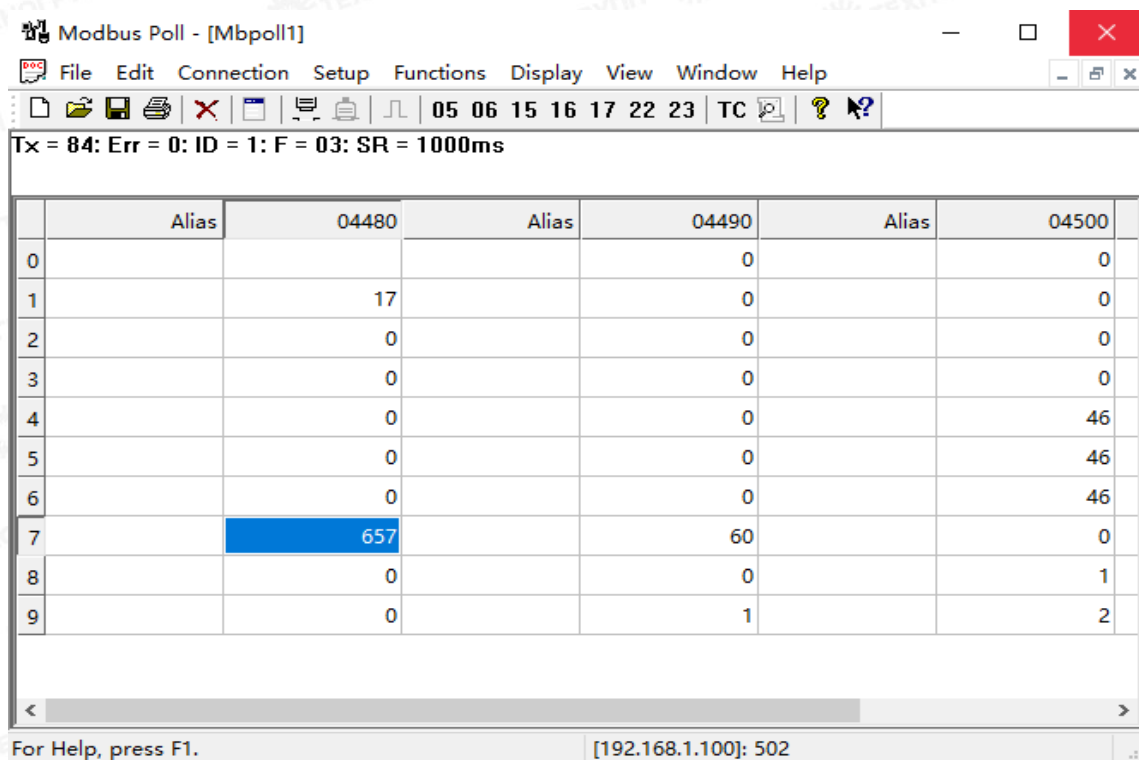 Modbus Poll - [Mbpoll1]
File Edit Connection Setup Functions Display View Window Help
05 06 15 16 17 22 23 TC
Tx = 84: Err = 0: ID = 1: F = 03: SR = 1000ms
Alias 04480 Alias 04490 Alias 04500
0 0 0
1 17 0 0
2 0 0 0
3 0 0 0
4 0 0 46
5 0 0 46
6 0 0 46
7 657 60 0
8 0 0 1
9 0 1 2
For Help, press F1. [192.168.1.100]: 502